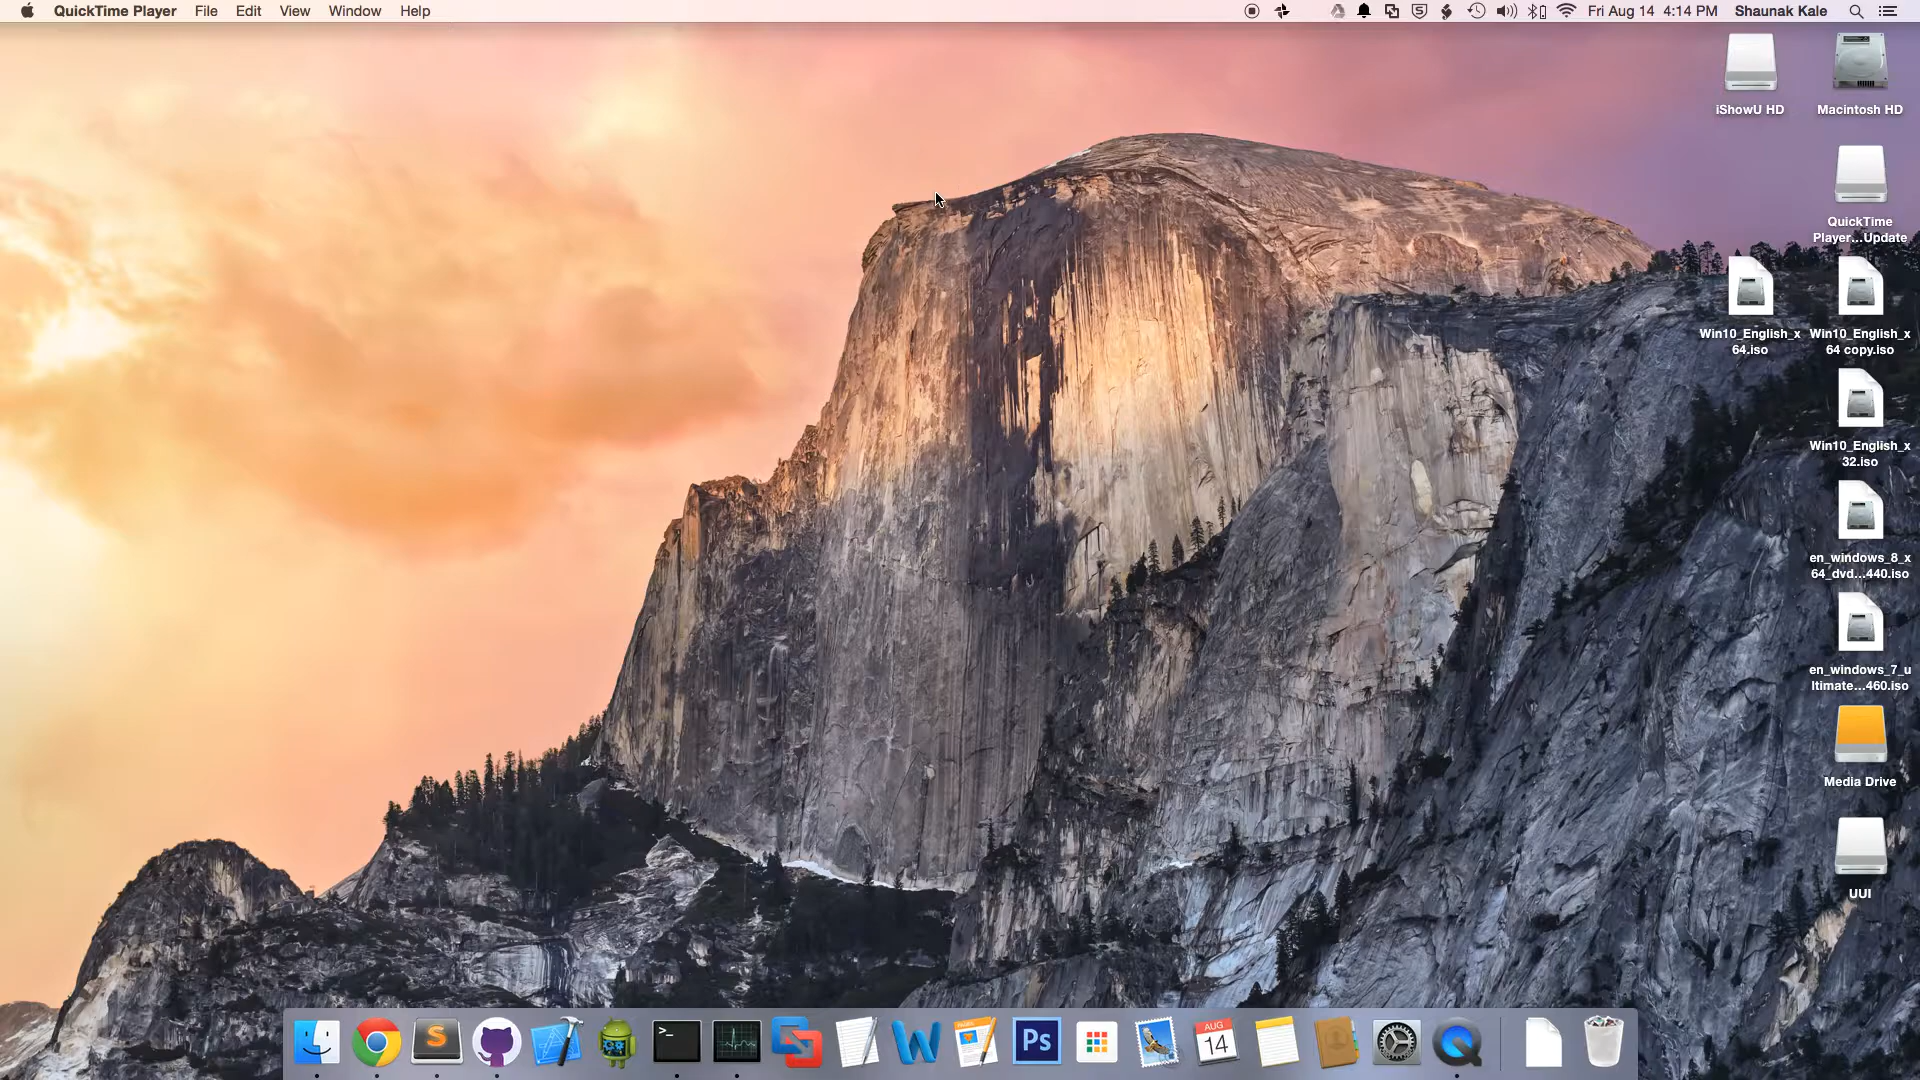 QuickTime Player File Edit View Window Help
Fri Aug 14 4:14 PM Shaunak Kale
iShowU HD
Macintosh HD
QuickTime
Player...Update
Win10_English_x
64.iso
Win10_English_x
64 copy.iso
Win10_English_x
32.iso
en_windows_8_x
64_dvd...440.iso
en_windows_7_u
ltimate...460.iso
Media Drive
UUI
S
>_
W
Ps
AUG
14